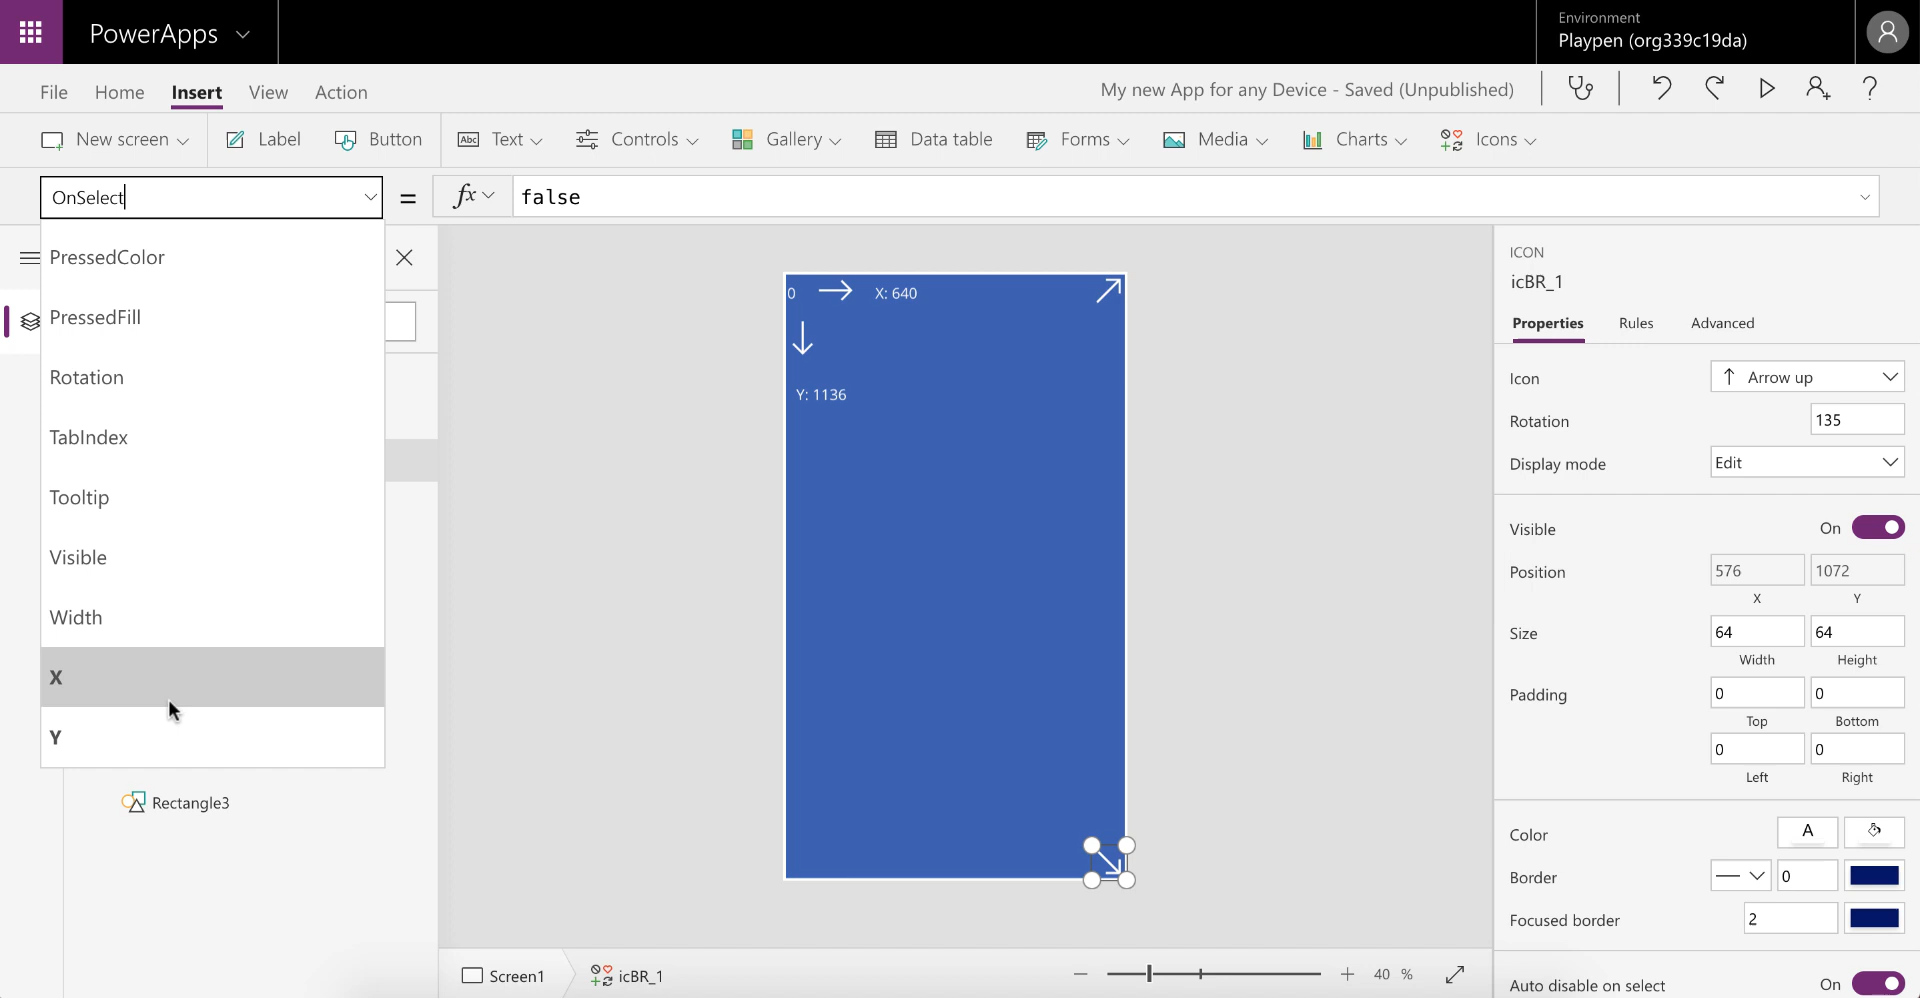 PowerApps
Environment
Playpen (org339c19da)
File Home Insert View Action
My new App for any Device - Saved (Unpublished)
New screen Label Button Abc Text Controls Gallery Data table Forms Media Charts Icons
OnSelect = fx false
PressedColor
PressedFill
Rotation
TabIndex
Tooltip
Visible
Width
X
Y
Rectangle3
0 X: 640
Y: 1136
ICON
icBR_1
Properties Rules Advanced
Icon Arrow up
Rotation 135
Display mode Edit
Visible On
Position 576 1072
X Y
Size 64 64
Width Height
Padding 0 0
Top Bottom
0 0
Left Right
Color A
Border 0
Focused border 2
Auto disable on select On
Screen1 icBR_1
40 %